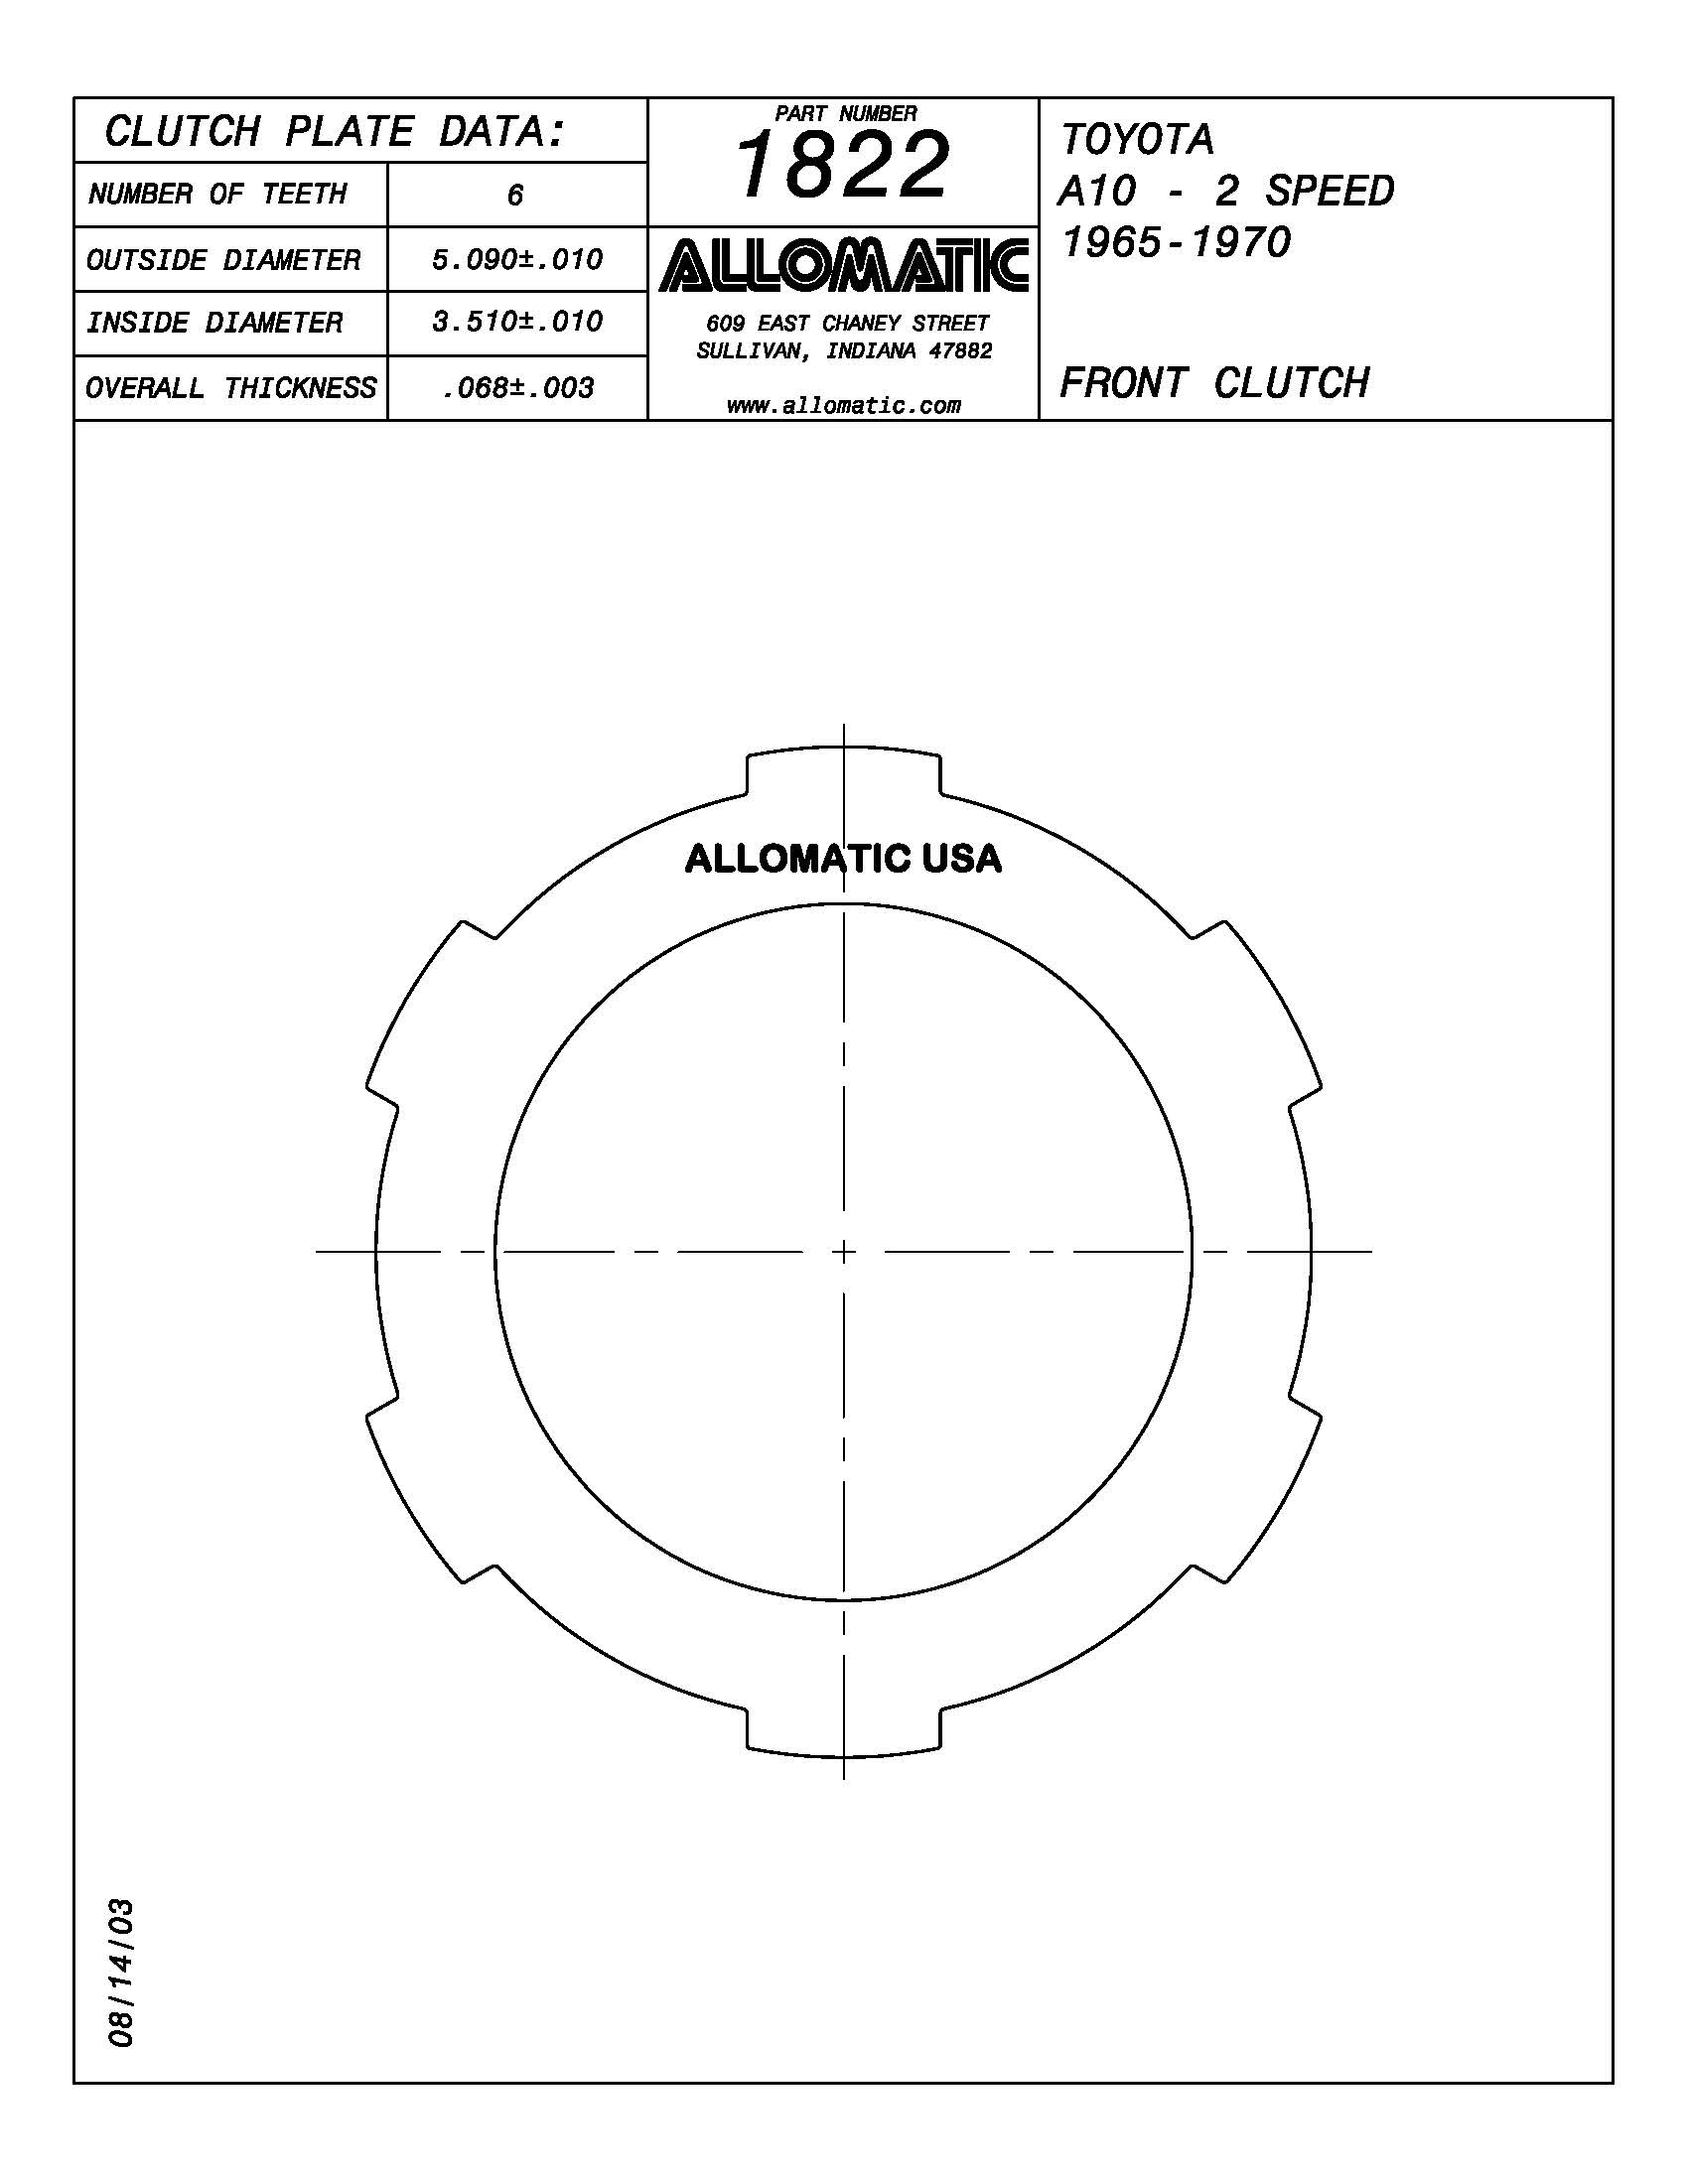 CLUTCH PLATE DATA:
NUMBER OF TEETH 6
OUTSIDE DIAMETER 5.090±.010
INSIDE DIAMETER 3.510±.010
OVERALL THICKNESS .068±.003
PART NUMBER
1822
ALLOMATIC
609 EAST CHANEY STREET
SULLIVAN, INDIANA 47882
www.allomatic.com
TOYOTA
A10 - 2 SPEED
1965-1970
FRONT CLUTCH
ALLOMATIC USA
08/14/03